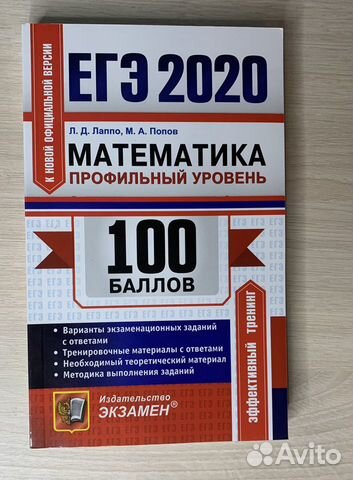 К НОВОЙ ОФИЦИАЛЬНОЙ ВЕРСИИ
ЕГЭ 2020
Л. Д. Лаппо, М. А. Попов
МАТЕМАТИКА
ПРОФИЛЬНЫЙ УРОВЕНЬ
100
БАЛЛОВ
• Варианты экзаменационных заданий
с ответами
• Тренировочные материалы с ответами
• Необходимый теоретический материал
• Методика выполнения заданий
эффективный тренинг
Издательство
ЭКЗАМЕН®
Avito